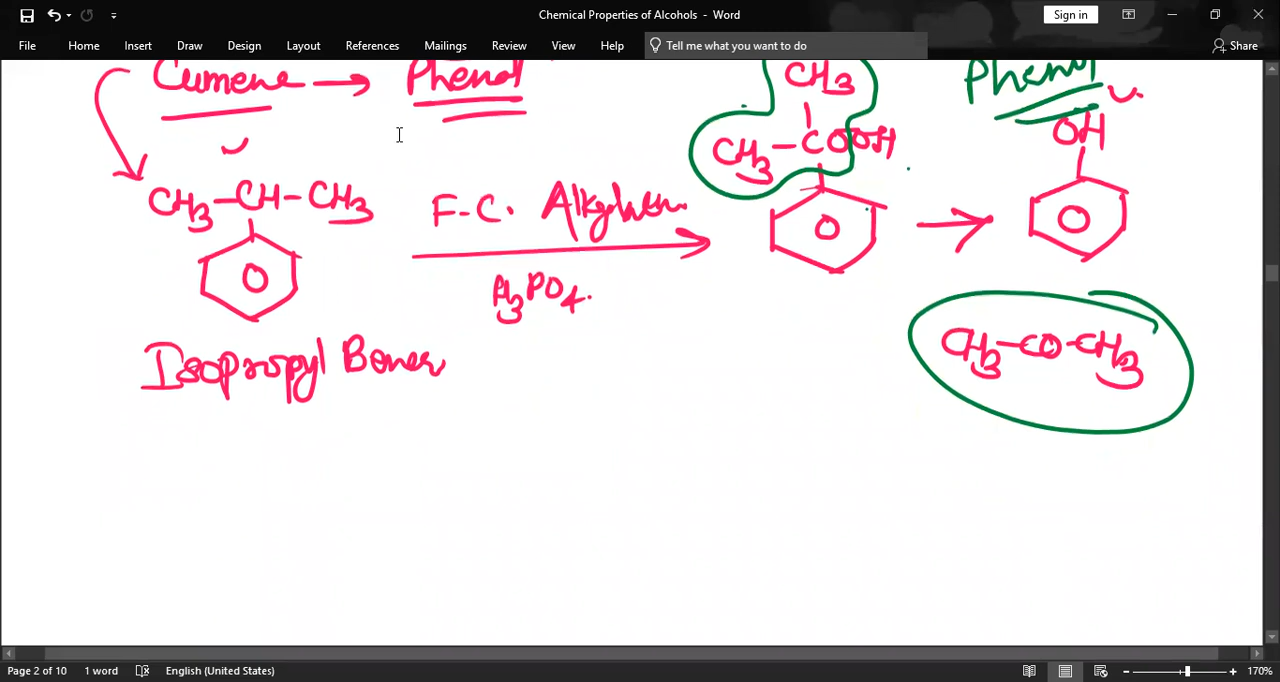 Chemical Properties of Alcohols - Word
Sign in
File Home Insert Draw Design Layout References Mailings Review View Help Tell me what you want to do Share
Cumene → Phenol
CH3
Phenol
CH3 - COOH
OH
CH3 - CH - CH3
F-C.
H3PO4.
CH3 - CO - CH3
Isopropyl
Page 2 of 10 1 word English (United States) 170%